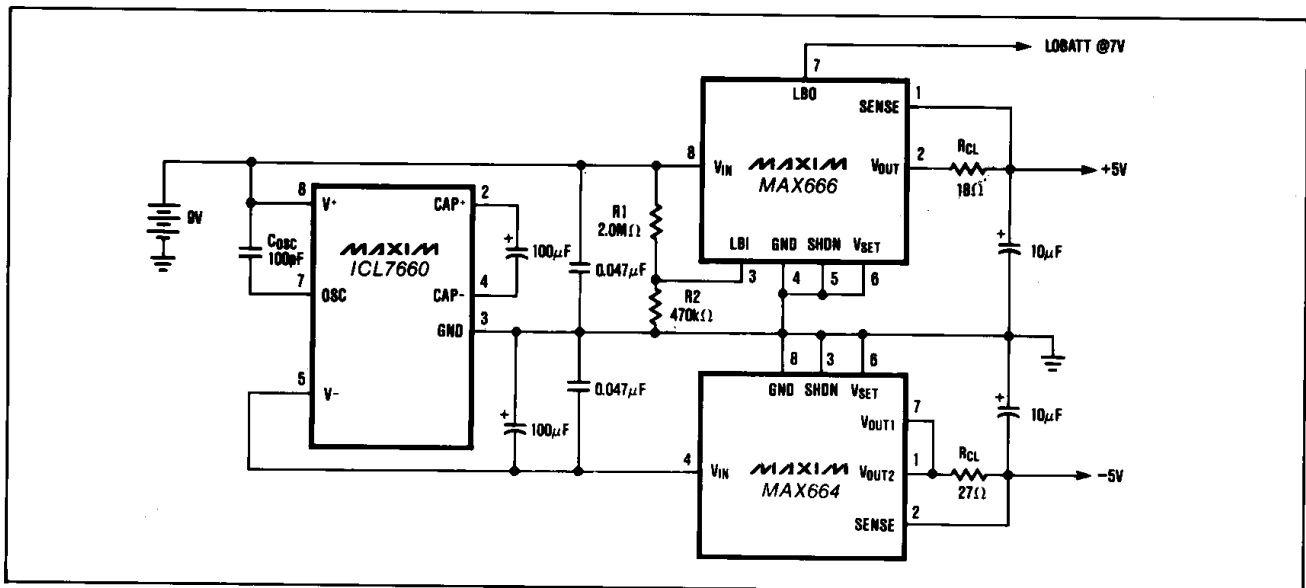 LOBATT @7V
7
LBO
SENSE
1
8
VIN
MAXIM
MAX666
VOUT
2
RCL
18Ω
+5V
9V
8
V+
COSC
100pF
7
OSC
MAXIM
ICL7660
CAP+
2
+
100µF
CAP-
4
GND
3
5
V-
0.047µF
R1
2.0MΩ
R2
470kΩ
LBI
GND
SHDN
VSET
3
4
5
6
+
10µF
+
100µF
0.047µF
8
3
6
GND
SHDN
VSET
4
VIN
MAXIM
MAX664
VOUT1
7
VOUT2
1
SENSE
2
RCL
27Ω
+
10µF
-5V